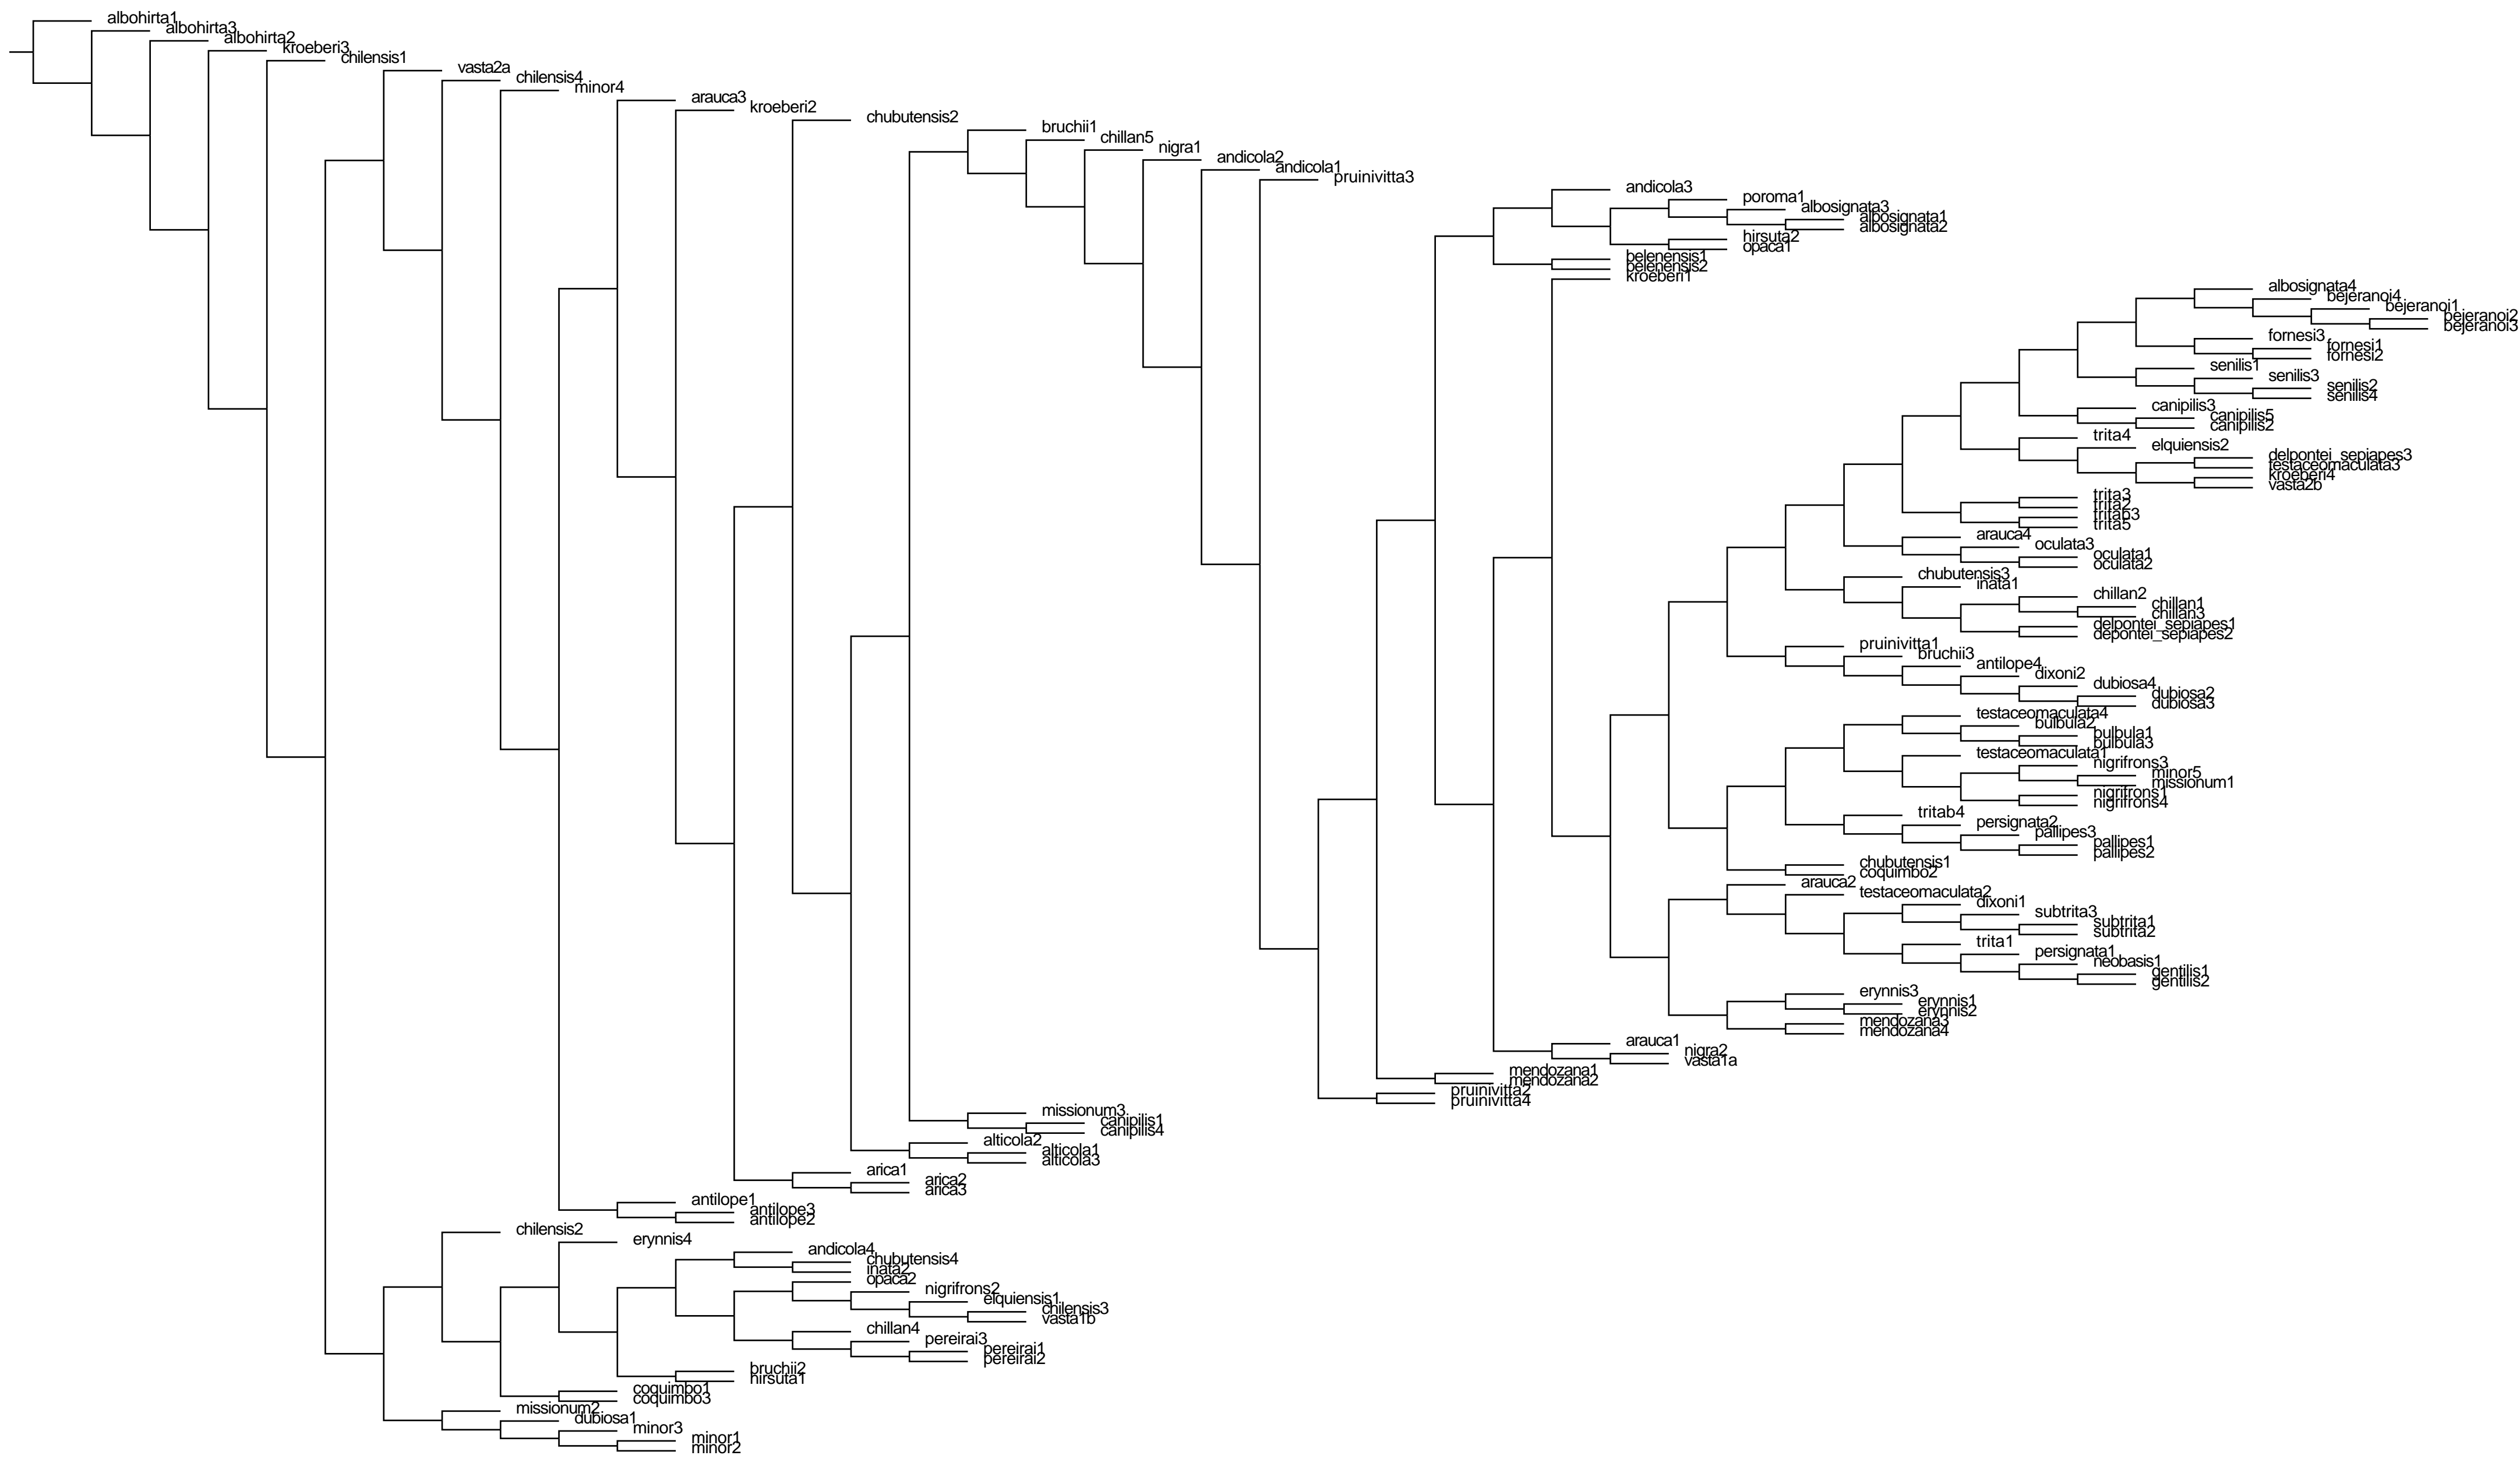 albohirta1
albohirta3
albohirta2
kroeberi3
chilensis1
vasta2a
chilensis4
minor4
arauca3
kroeberi2
chubutensis2
bruchii1
chillan5
nigra1
andicola2
andicola1
pruinivitta3
andicola3
poroma1
albosignata3
albosignata1
albosignata2
hirsuta2
opaca1
belenensis1
belenensis2
kroeberi1
albosignata4
bejeranoi4
bejeranoi1
bejeranoi2
bejeranoi3
fornesi3
fornesi1
fornesi2
senilis1
senilis3
senilis2
senilis4
canipilis3
canipilis5
canipilis2
trita4
elquiensis2
delpontei_sepiapes3
testaceomaculata3
kroeberi4
vasta2b
trita3
trita2
tritab3
trita5
arauca4
oculata3
oculata1
oculata2
chubutensis3
inata1
chillan2
chillan1
chillan3
delpontei_sepiapes1
depontei_sepiapes2
pruinivitta1
bruchii3
antilope4
dixoni2
dubiosa4
dubiosa2
dubiosa3
testaceomaculata4
bulbula2
bulbula1
bulbula3
testaceomaculata1
nigrifrons3
minor5
missionum1
nigrifrons1
nigrifrons4
tritab4
persignata2
pallipes3
pallipes1
pallipes2
chubutensis1
coquimbo2
arauca2
testaceomaculata2
dixoni1
subtrita3
subtrita1
subtrita2
trita1
persignata1
neobasis1
gentilis1
gentilis2
erynnis3
erynnis1
erynnis2
mendozana3
mendozana4
arauca1
nigra2
vasta1a
mendozana1
mendozana2
pruinivitta2
pruinivitta4
missionum3
canipilis1
canipilis4
alticola2
alticola1
alticola3
arica1
arica2
arica3
antilope1
antilope3
antilope2
chilensis2
erynnis4
andicola4
chubutensis4
inata2
opaca2
nigrifrons2
elquiensis1
chilensis3
vasta1b
chillan4
pereirai3
pereirai1
pereirai2
bruchii2
hirsuta1
coquimbo1
coquimbo3
missionum2
dubiosa1
minor3
minor1
minor2